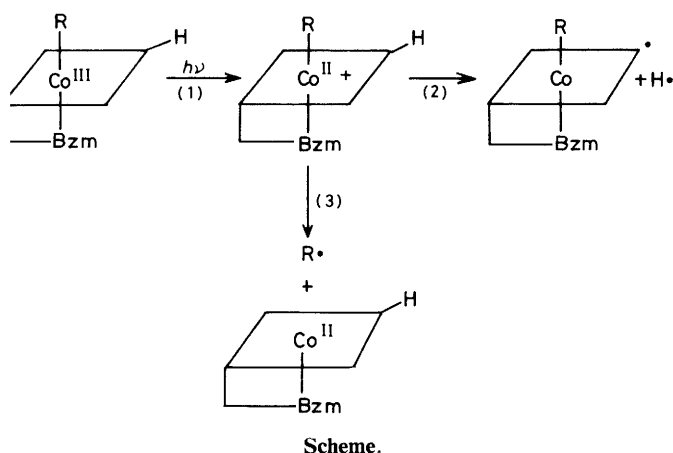 R
H
Co III
hν
(1)
Bzm
R
H
Co II +
(2)
Bzm
R
•
Co
+ H•
Bzm
(3)
R•
+
H
Co II
Bzm
Scheme.